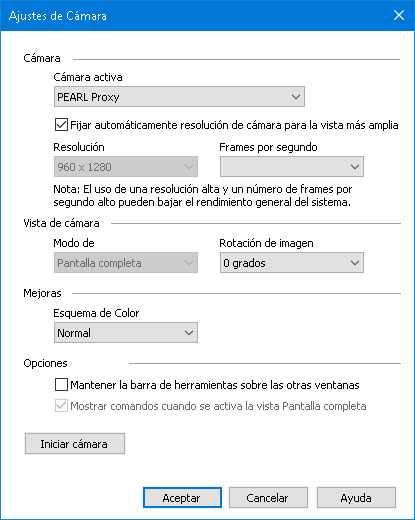 Ajustes de Cámara
Cámara
Cámara activa
PEARL Proxy
Fijar automáticamente resolución de cámara para la vista más amplia
Resolución
Frames por segundo
960 x 1280
Nota: El uso de una resolución alta y un número de frames por
segundo alto pueden bajar el rendimiento general del sistema.
Vista de cámara
Modo de
Rotación de imagen
Pantalla completa
0 grados
Mejoras
Esquema de Color
Normal
Opciones
Mantener la barra de herramientas sobre las otras ventanas
Mostrar comandos cuando se activa la vista Pantalla completa
Iniciar cámara
Aceptar
Cancelar
Ayuda